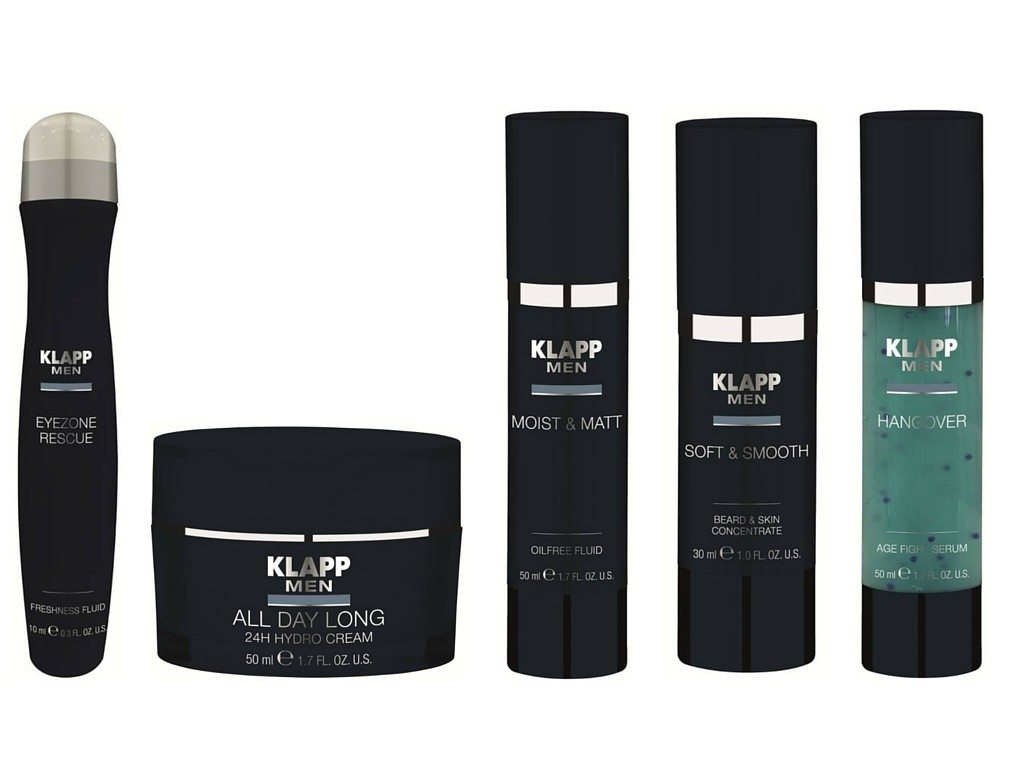 KLAPP
MEN
EYEZONE
RESCUE
FRESHNESS FLUID
10 ml ℮ 0.3 FL. OZ. U.S.
KLAPP
MEN
ALL DAY LONG
24H HYDRO CREAM
50 ml ℮ 1.7 FL. OZ. U.S.
KLAPP
MEN
MOIST & MATT
OILFREE FLUID
50 ml ℮ 1.7 FL. OZ. U.S.
KLAPP
MEN
SOFT & SMOOTH
BEARD & SKIN
CONCENTRATE
30 ml ℮ 1.0 FL. OZ. U.S.
KLAPP
MEN
HANGOVER
AGE FIGHT SERUM
50 ml ℮ 1.7 FL. OZ. U.S.